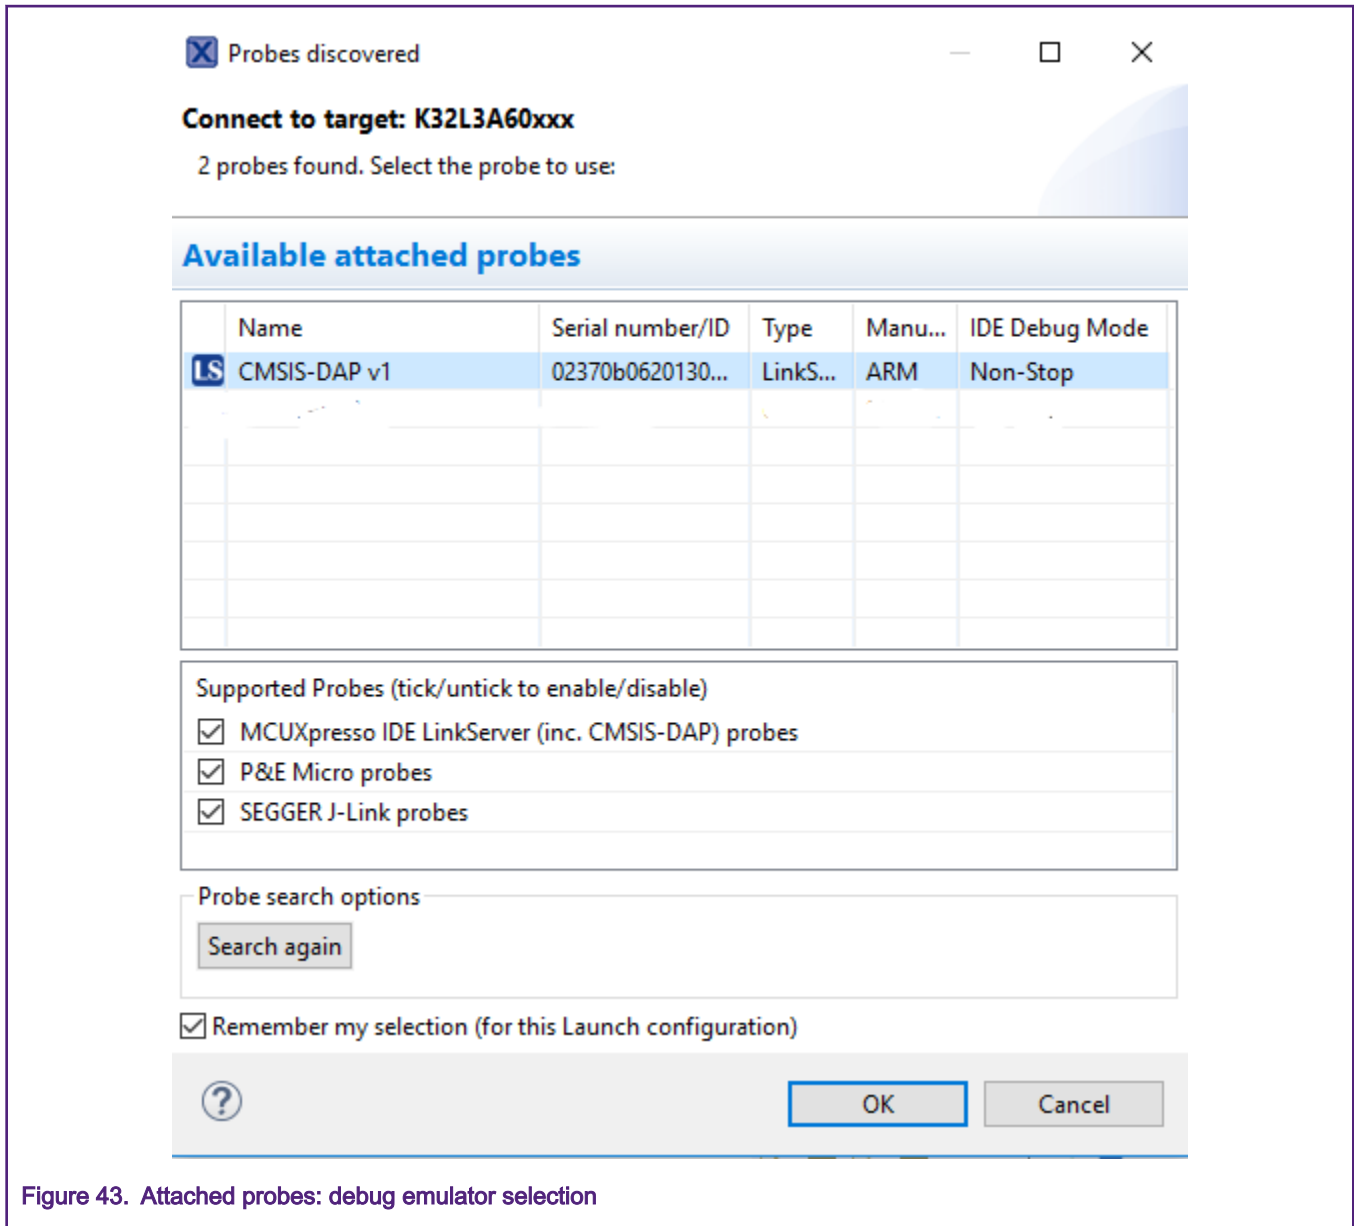 Probes discovered
Connect to target: K32L3A60xxx
2 probes found. Select the probe to use:
Available attached probes
Name Serial number/ID Type Manu... IDE Debug Mode
LS CMSIS-DAP v1 02370b0620130... LinkS... ARM Non-Stop
Supported Probes (tick/untick to enable/disable)
MCUXpresso IDE LinkServer (inc. CMSIS-DAP) probes
P&E Micro probes
SEGGER J-Link probes
Probe search options
Search again
Remember my selection (for this Launch configuration)
? OK Cancel
Figure 43. Attached probes: debug emulator selection